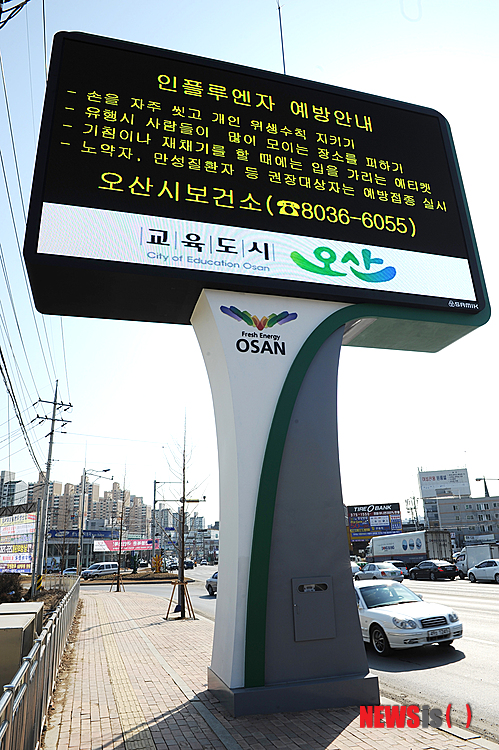 인플루엔자 예방안내
- 손을 자주 씻고 개인 위생수칙 지키기
- 유행시 사람들이 많이 모이는 장소를 피하기
- 기침이나 재채기를 할 때에는 입을 가리는 에티켓
- 노약자, 만성질환자 등 권장대상자는 예방접종 실시
오산시보건소(☎8036-6055)
교육도시 오산
City of Education Osan
SAMIK
Fresh Energy
OSAN
TIRE BANK
NEWSis( )